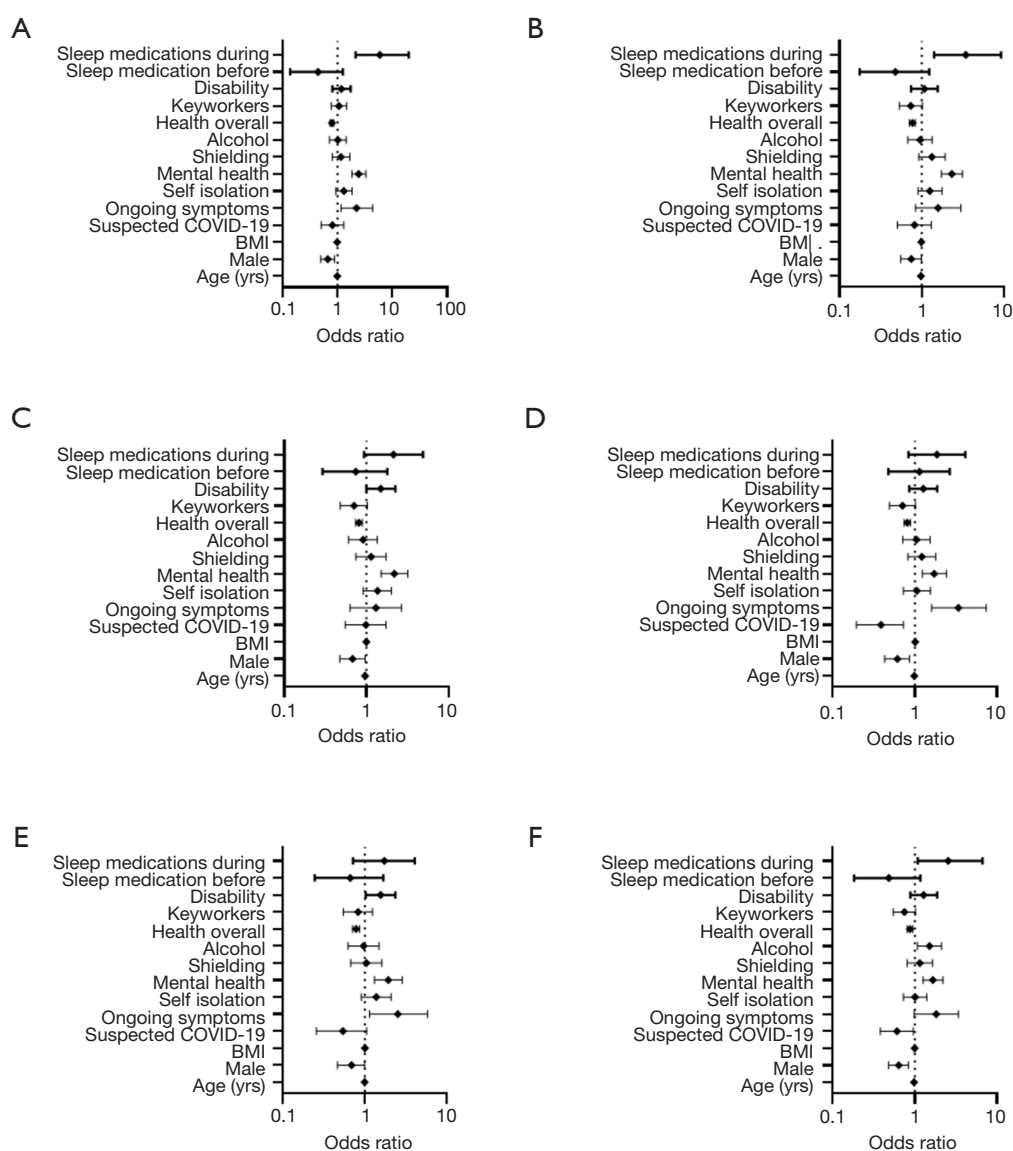 A
Sleep medications during
Sleep medication before
Disability
Keyworkers
Health overall
Alcohol
Shielding
Mental health
Self isolation
Ongoing symptoms
Suspected COVID-19
BMI
Male
Age (yrs)
0.1 1 10 100
Odds ratio
B
Sleep medications during
Sleep medication before
Disability
Keyworkers
Health overall
Alcohol
Shielding
Mental health
Self isolation
Ongoing symptoms
Suspected COVID-19
BM| .
Male
Age (yrs)
0.1 1 10
Odds ratio
C
Sleep medications during
Sleep medication before
Disability
Keyworkers
Health overall
Alcohol
Shielding
Mental health
Self isolation
Ongoing symptoms
Suspected COVID-19
BMI
Male
Age (yrs)
0.1 1 10
Odds ratio
D
Sleep medications during
Sleep medication before
Disability
Keyworkers
Health overall
Alcohol
Shielding
Mental health
Self isolation
Ongoing symptoms
Suspected COVID-19
BMI
Male
Age (yrs)
0.1 1 10
Odds ratio
E
Sleep medications during
Sleep medication before
Disability
Keyworkers
Health overall
Alcohol
Shielding
Mental health
Self isolation
Ongoing symptoms
Suspected COVID-19
BMI
Male
Age (yrs)
0.1 1 10
Odds ratio
F
Sleep medications during
Sleep medication before
Disability
Keyworkers
Health overall
Alcohol
Shielding
Mental health
Self isolation
Ongoing symptoms
Suspected COVID-19
BMI
Male
Age (yrs)
0.1 1 10
Odds ratio